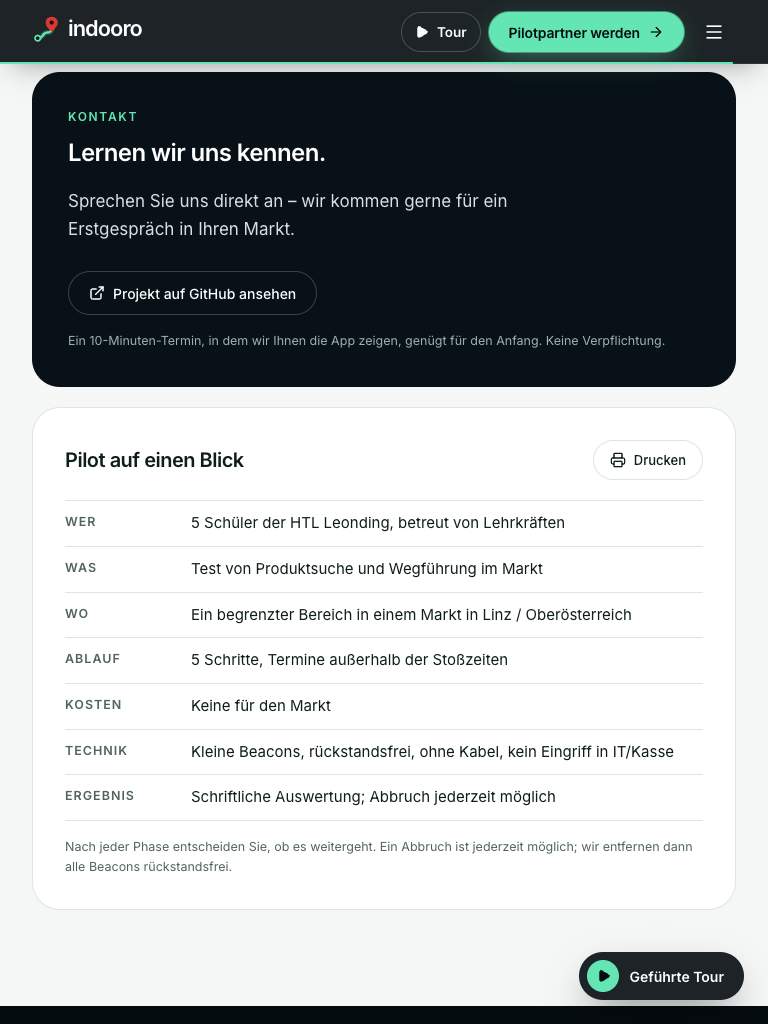 indooro
Tour
Pilotpartner werden
KONTAKT
Lernen wir uns kennen.
Sprechen Sie uns direkt an – wir kommen gerne für ein
Erstgespräch in Ihren Markt.
Projekt auf GitHub ansehen
Ein 10-Minuten-Termin, in dem wir Ihnen die App zeigen, genügt für den Anfang. Keine Verpflichtung.
Pilot auf einen Blick
Drucken
WER 5 Schüler der HTL Leonding, betreut von Lehrkräften
WAS Test von Produktsuche und Wegführung im Markt
WO Ein begrenzter Bereich in einem Markt in Linz / Oberösterreich
ABLAUF 5 Schritte, Termine außerhalb der Stoßzeiten
KOSTEN Keine für den Markt
TECHNIK Kleine Beacons, rückstandsfrei, ohne Kabel, kein Eingriff in IT/Kasse
ERGEBNIS Schriftliche Auswertung; Abbruch jederzeit möglich
Nach jeder Phase entscheiden Sie, ob es weitergeht. Ein Abbruch ist jederzeit möglich; wir entfernen dann
alle Beacons rückstandsfrei.
Geführte Tour